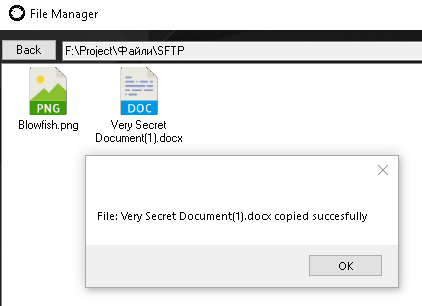 File Manager
Back
F:\Project\Файли\SFTP
PNG
DOC
Blowfish.png
Very Secret
Document(1).docx
File: Very Secret Document(1).docx copied succesfully
OK